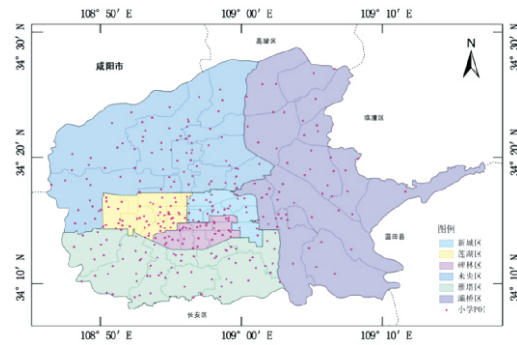 108° 50′ E
109° 00′ E
109° 10′ E
34° 30′ N
34° 30′ N
高陵区
咸阳市
N
临潼区
34° 20′ N
34° 20′ N
蓝田县
图例
新城区
莲湖区
碑林区
未央区
雁塔区
灞桥区
小学POI
34° 10′ N
34° 10′ N
长安区
108° 50′ E
109° 00′ E
109° 10′ E